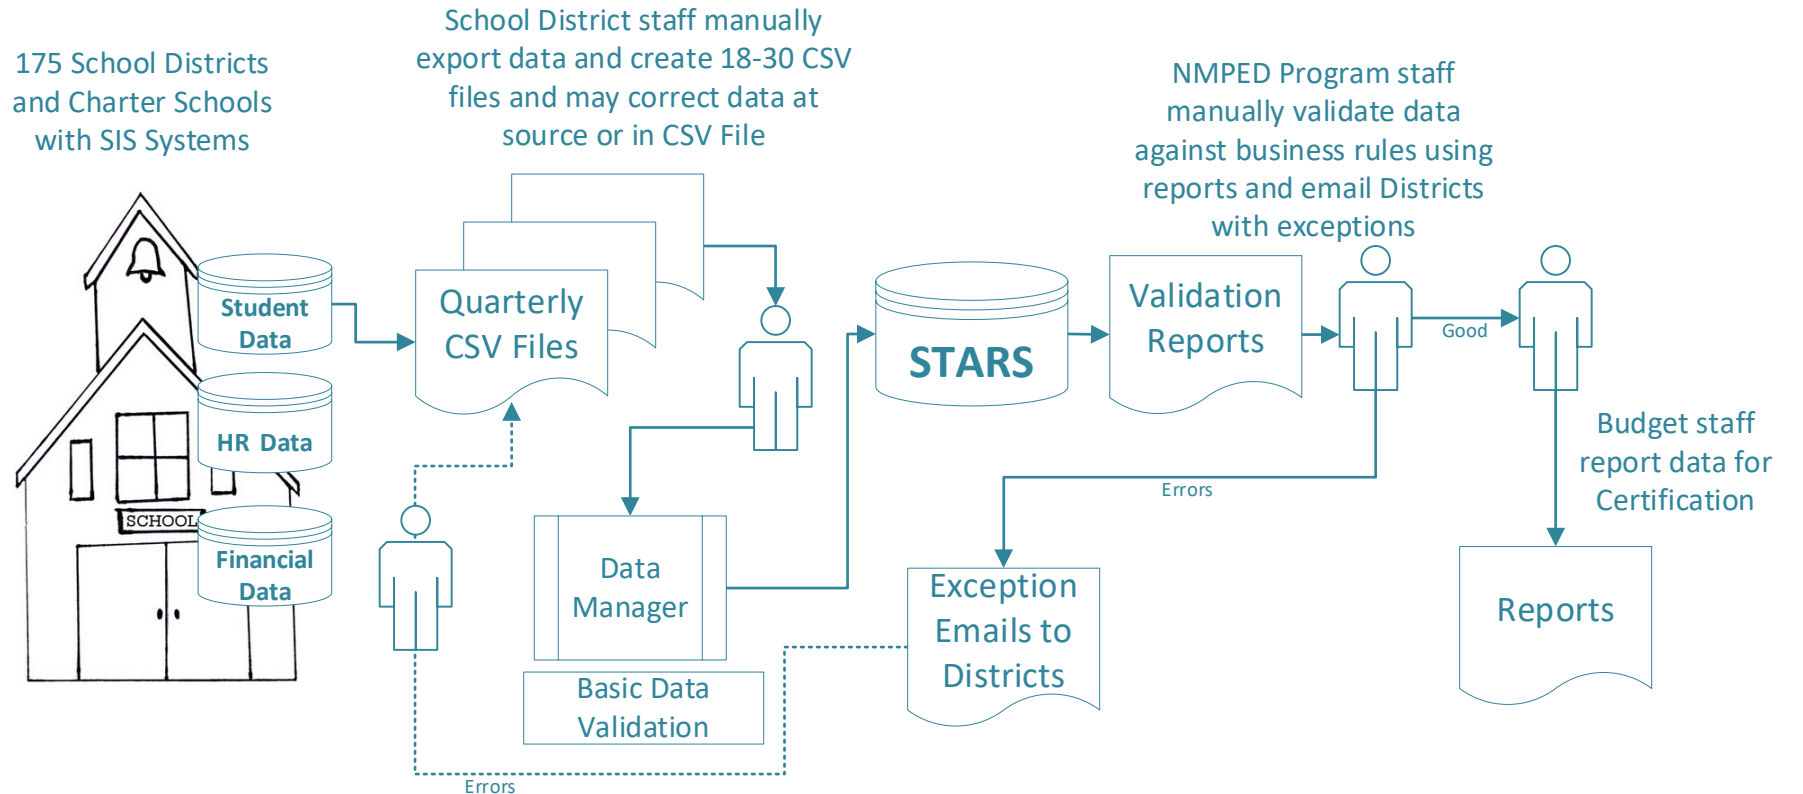 175 School Districts
and Charter Schools
with SIS Systems
School District staff manually
export data and create 18-30 CSV
files and may correct data at
source or in CSV File
NMPED Program staff
manually validate data
against business rules using
reports and email Districts
with exceptions
Student
Data
HR Data
SCHOOL
Financial
Data
Quarterly
CSV Files
STARS
Validation
Reports
Good
Budget staff
report data for
Certification
Errors
Data
Manager
Basic Data
Validation
Exception
Emails to
Districts
Reports
Errors